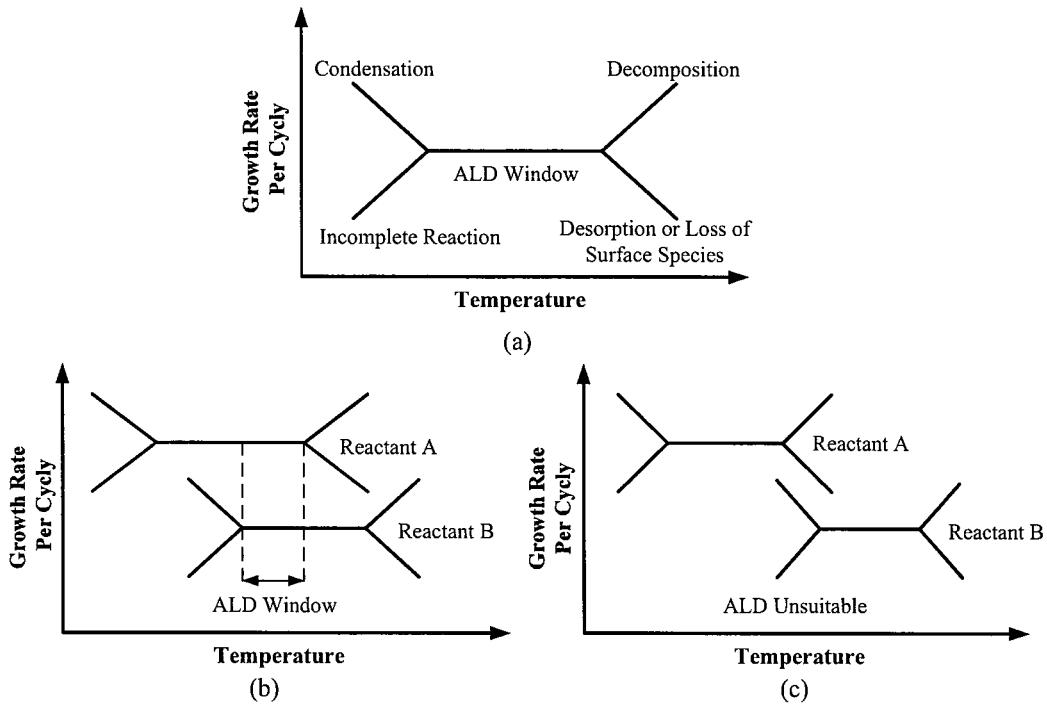 Condensation
Decomposition
Growth Rate
Per Cycly
ALD Window
Incomplete Reaction
Desorption or Loss of
Surface Species
Temperature
(a)
Growth Rate
Per Cycly
Reactant A
Reactant B
ALD Window
Temperature
(b)
Growth Rate
Per Cycly
Reactant A
Reactant B
ALD Unsuitable
Temperature
(c)